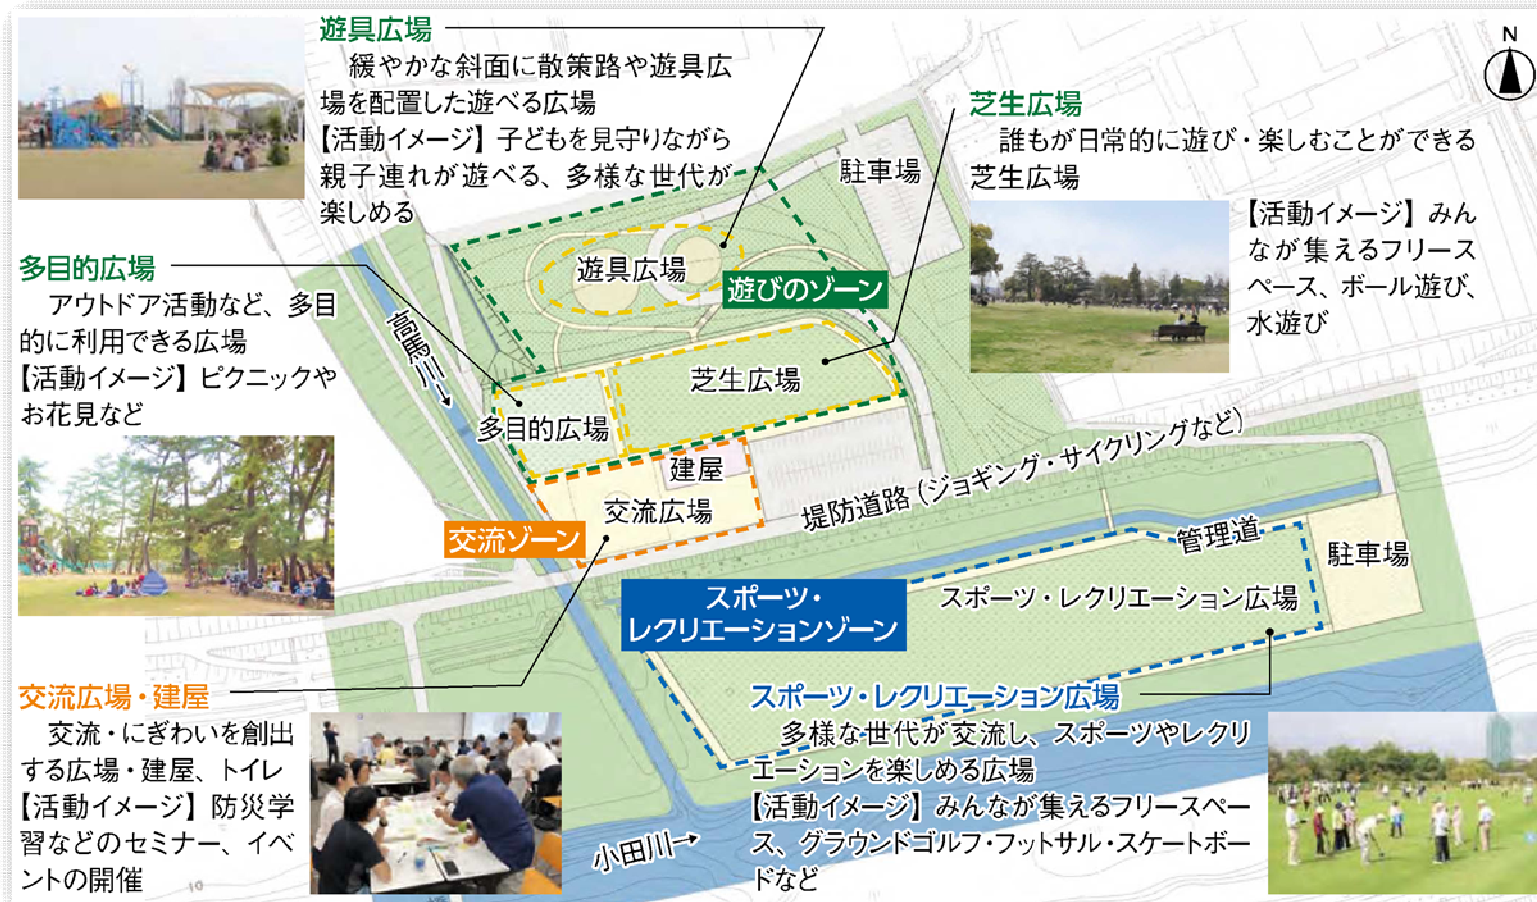 遊具広場
緩やかな斜面に散策路や遊具広
場を配置した遊べる広場
【活動イメージ】子どもを見守りながら
親子連れが遊べる、多様な世代が
楽しめる
N
芝生広場
誰もが日常的に遊び・楽しむことができる
芝生広場
【活動イメージ】みん
なが集えるフリース
ペース、ボール遊び、
水遊び
多目的広場
アウトドア活動など、多目
的に利用できる広場
【活動イメージ】ピクニックや
お花見など
駐車場
遊具広場
遊びのゾーン
高馬川→
芝生広場
多目的広場
建屋
交流広場
交流ゾーン
堤防道路(ジョギング・サイクリングなど)
管理道
駐車場
スポーツ・
レクリエーションゾーン
スポーツ・レクリエーション広場
交流広場・建屋
交流・にぎわいを創出
する広場・建屋、トイレ
【活動イメージ】防災学
習などのセミナー、イベ
ントの開催
スポーツ・レクリエーション広場
多様な世代が交流し、スポーツやレクリ
エーションを楽しめる広場
【活動イメージ】みんなが集えるフリースペー
ス、グラウンドゴルフ・フットサル・スケートボー
ドなど
小田川→